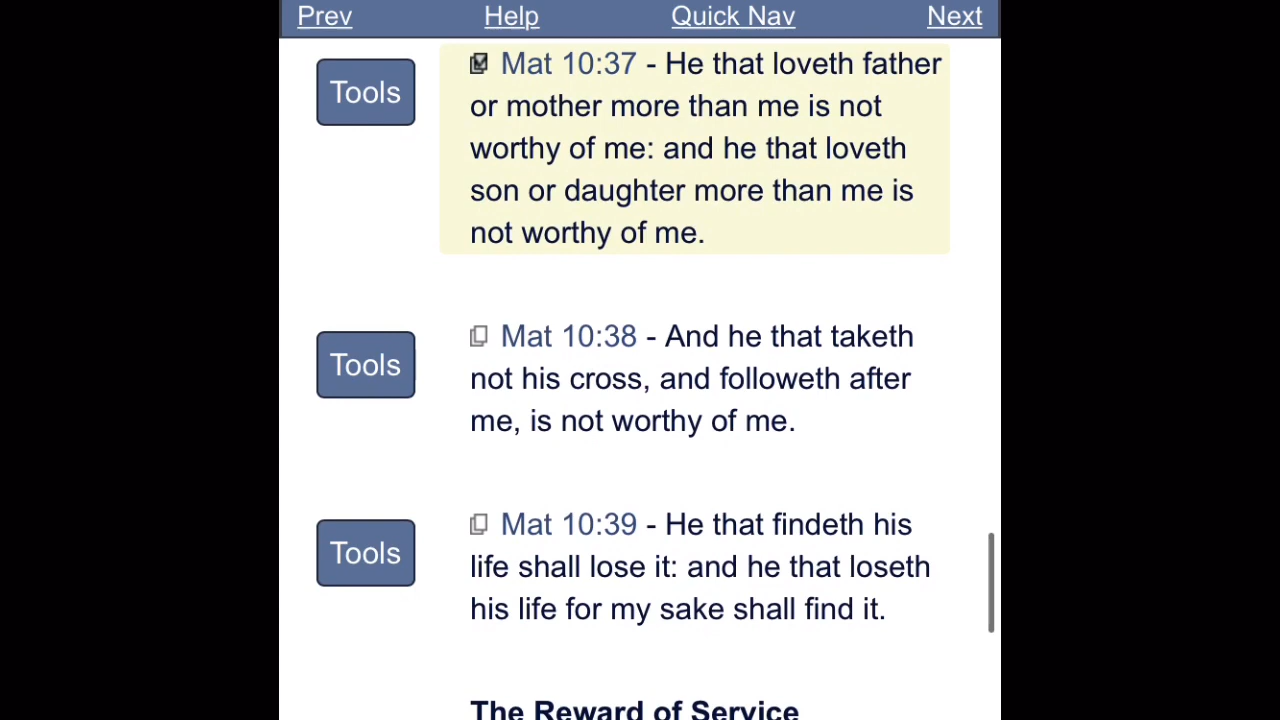 Prev Help Quick Nav Next
Tools
Mat 10:37 - He that loveth father
or mother more than me is not
worthy of me: and he that loveth
son or daughter more than me is
not worthy of me.
Tools
Mat 10:38 - And he that taketh
not his cross, and followeth after
me, is not worthy of me.
Tools
Mat 10:39 - He that findeth his
life shall lose it: and he that loseth
his life for my sake shall find it.
The Reward of Service